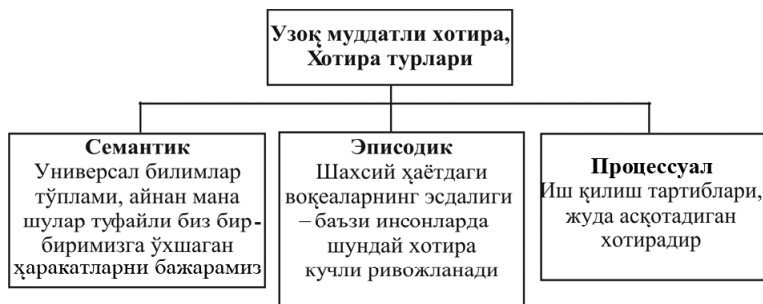 Узоқ муддатли хотира,
Хотира турлари
Семантик
Универсал билимлар
тўплами, айнан мана
шулар туфайли биз бир-
биримизга ўхшаган
ҳаракатларни бажарамиз
Эписодик
Шахсий ҳаётдаги
воқеаларнинг эсдалиги
– баъзи инсонларда
шундай хотира
кучли ривожланади
Процессуал
Иш қилиш тартиблари,
жуда асқотадиган
хотирадир